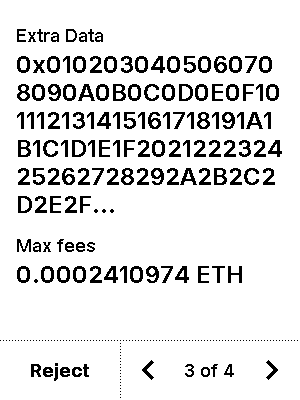 Extra Data
0x010203040506070
8090A0B0C0D0E0F10
1112131415161718191A1
B1C1D1E1F2021222324
25262728292A2B2C2
D2E2F...
Max fees
0.0002410974 ETH
Reject
3 of 4